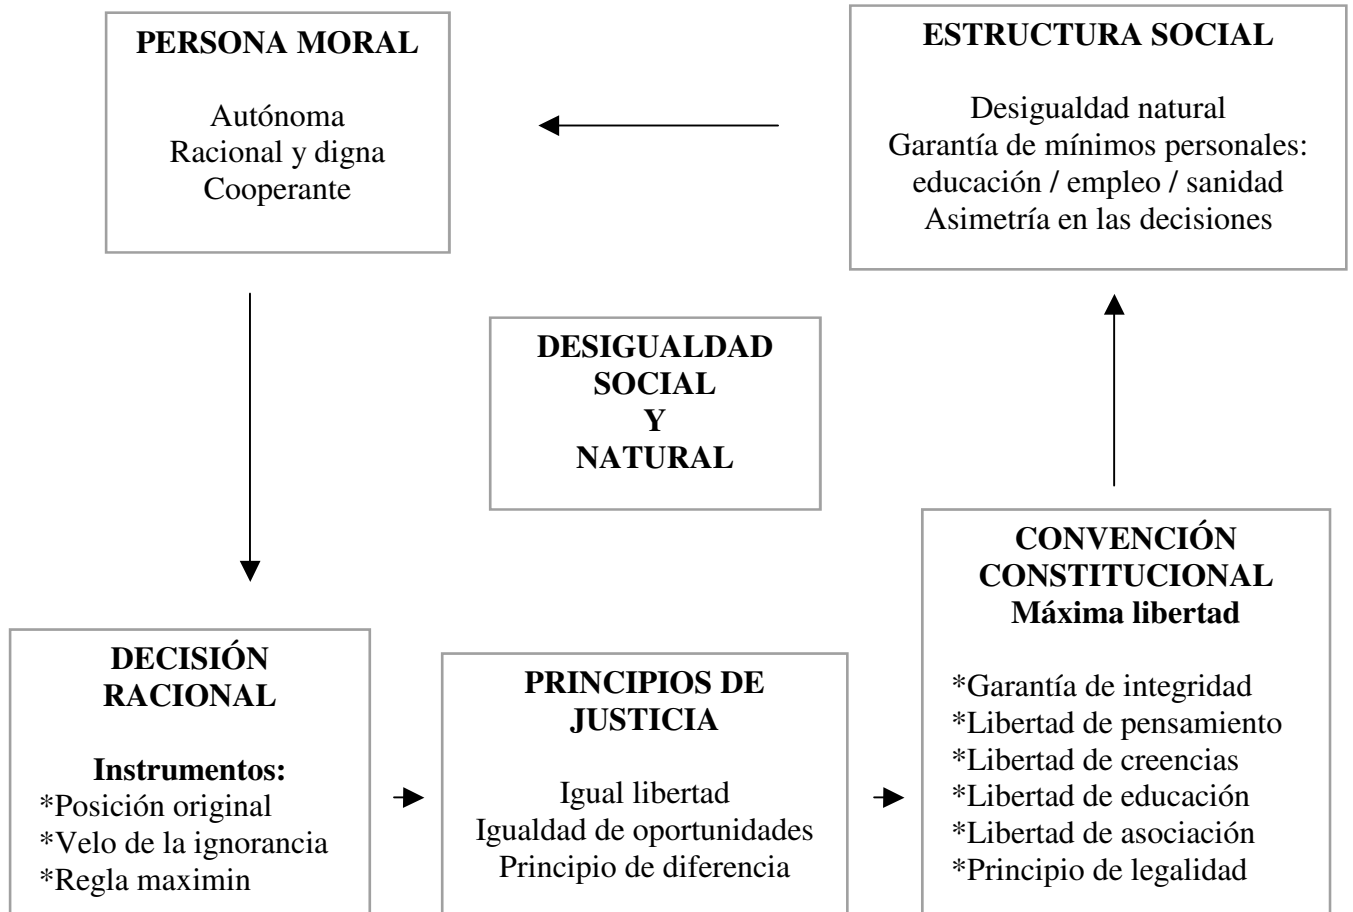 PERSONA MORAL
Autónoma
Racional y digna
Cooperante
ESTRUCTURA SOCIAL
Desigualdad natural
Garantía de mínimos personales:
educación / empleo / sanidad
Asimetría en las decisiones
DESIGUALDAD
SOCIAL
Y
NATURAL
DECISIÓN
RACIONAL
Instrumentos:
*Posición original
*Velo de la ignorancia
*Regla maximin
PRINCIPIOS DE
JUSTICIA
Igual libertad
Igualdad de oportunidades
Principio de diferencia
CONVENCIÓN
CONSTITUCIONAL
Máxima libertad
*Garantía de integridad
*Libertad de pensamiento
*Libertad de creencias
*Libertad de educación
*Libertad de asociación
*Principio de legalidad